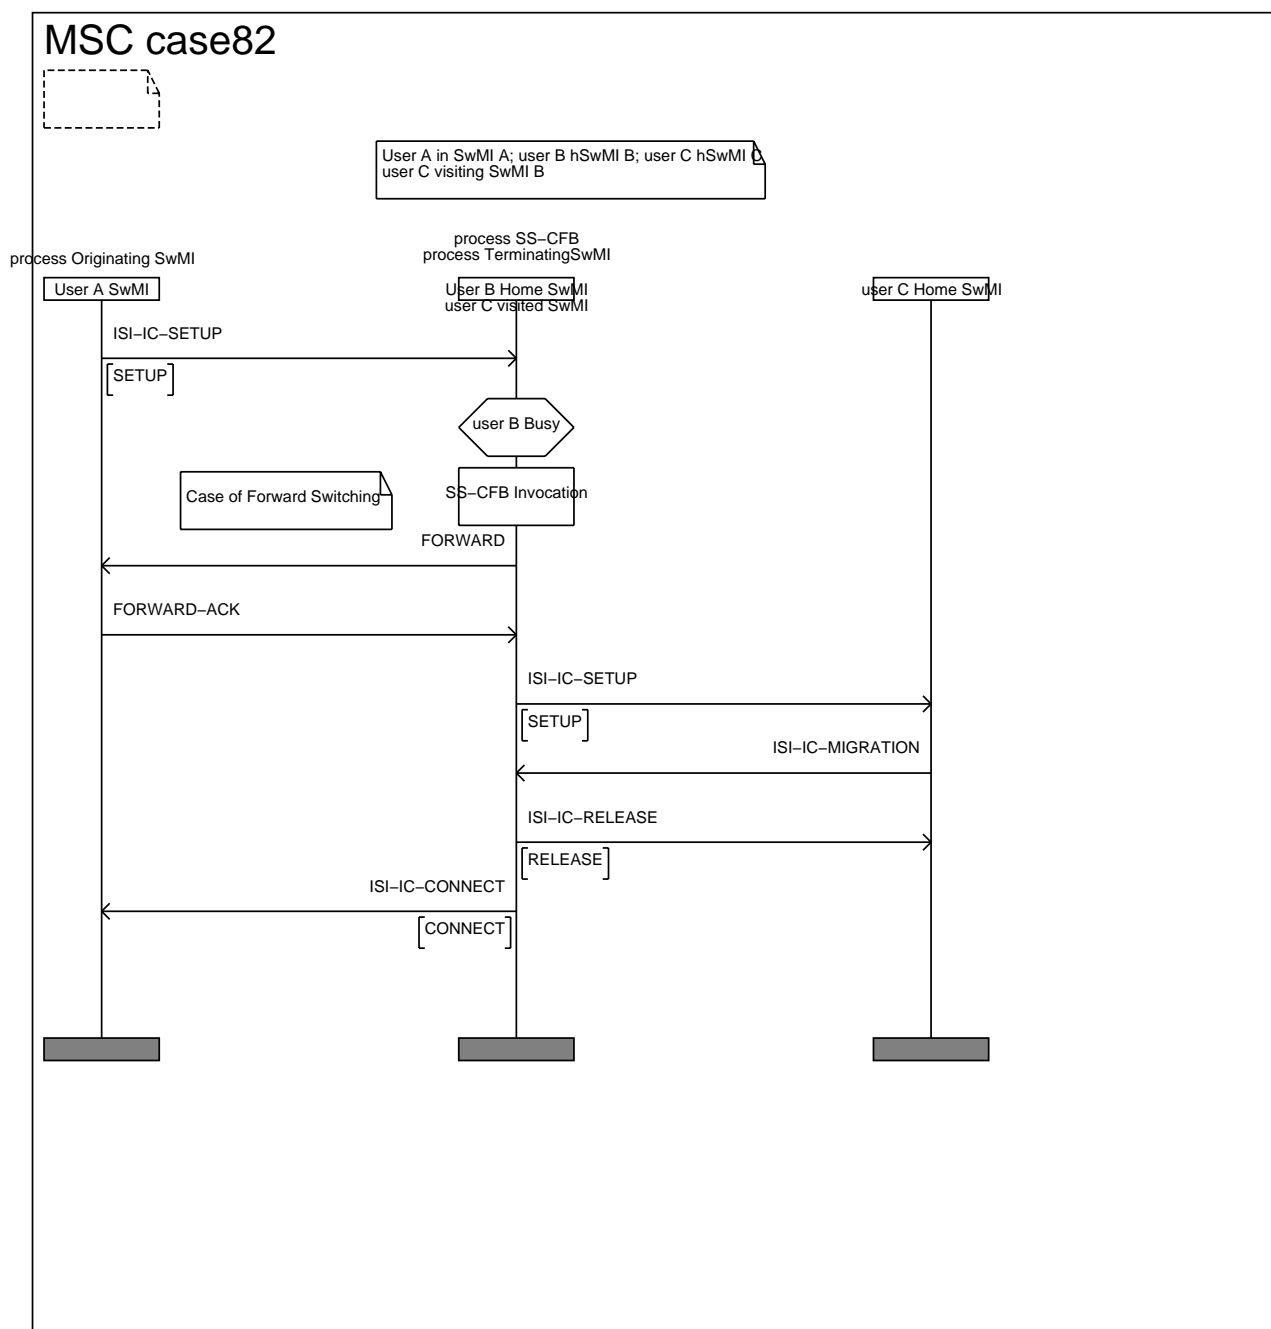 MSC case82
User A in SwMI A; user B hSwMI B; user C hSwMI C
user C visiting SwMI B
process SS–CFB
process Originating SwMI
process TerminatingSwMI
User A SwMI
User B Home SwMI
user C visited SwMI
user C Home SwMI
ISI–IC–SETUP
SETUP
user B Busy
Case of Forward Switching
SS–CFB Invocation
FORWARD
FORWARD–ACK
ISI–IC–SETUP
SETUP
ISI–IC–MIGRATION
ISI–IC–RELEASE
RELEASE
ISI–IC–CONNECT
CONNECT